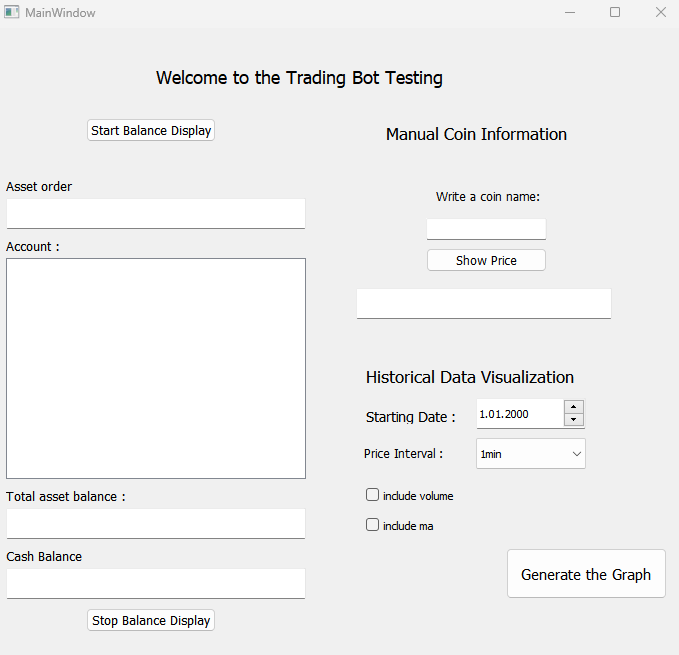 MainWindow
Welcome to the Trading Bot Testing
Start Balance Display
Asset order
Account :
Total asset balance :
Cash Balance
Stop Balance Display
Manual Coin Information
Write a coin name:
Show Price
Historical Data Visualization
Starting Date : 1.01.2000
Price Interval : 1min
include volume
include ma
Generate the Graph